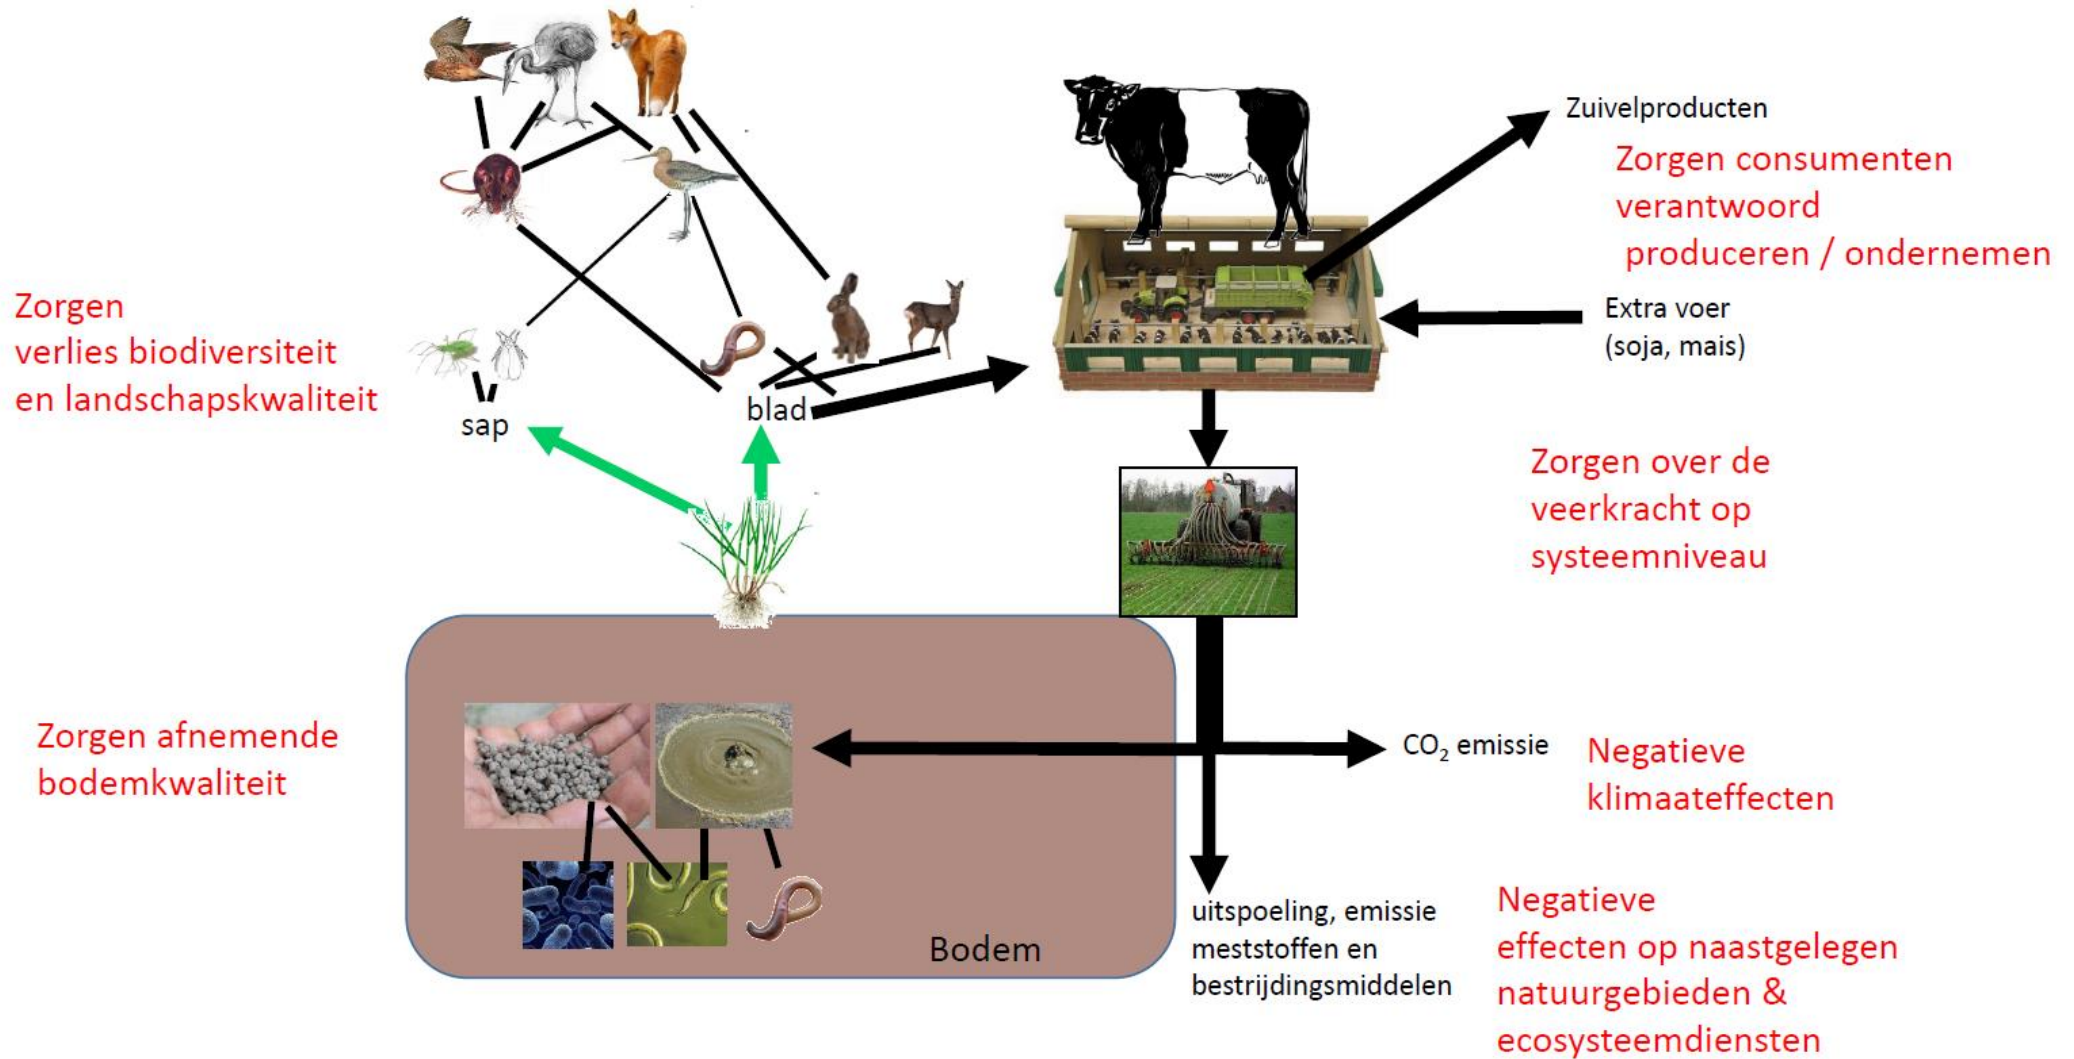 Zuivelproducten
Zorgen consumenten
verantwoord
produceren / ondernemen
Extra voer
(soja, mais)
Zorgen
verlies biodiversiteit
en landschapskwaliteit
sap
blad
Zorgen over de
veerkracht op
systeemniveau
Zorgen afnemende
bodemkwaliteit
CO₂ emissie
Negatieve
klimaateffecten
Bodem
uitspoeling, emissie
meststoffen en
bestrijdingsmiddelen
Negatieve
effecten op naastgelegen
natuurgebieden &
ecosysteemdiensten